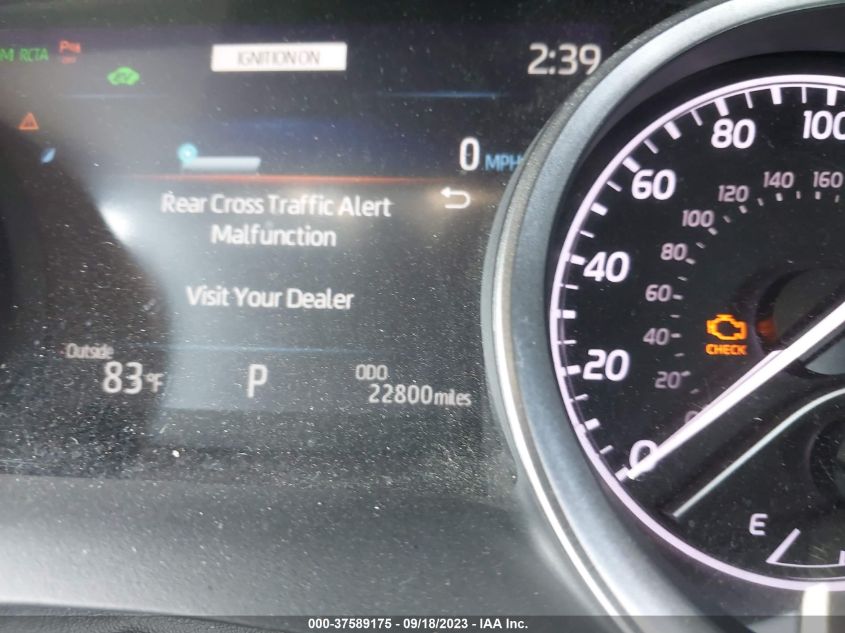 RCTA
IGNITION ON
2:39
0 MPH
Rear Cross Traffic Alert
Malfunction
Visit Your Dealer
Outside
83°F
P
ODO
22800 miles
0
20
40
60
80
100
0
20
40
60
80
100
120
140
160
CHECK
E
000-37589175 - 09/18/2023 - IAA Inc.